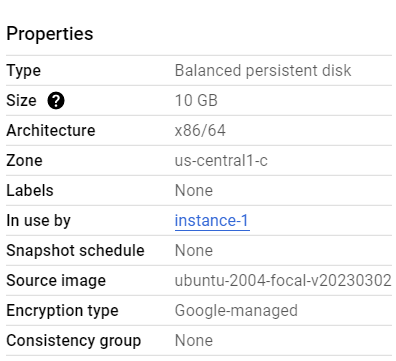 Properties
Type Balanced persistent disk
Size ? 10 GB
Architecture x86/64
Zone us-central1-c
Labels None
In use by instance-1
Snapshot schedule None
Source image ubuntu-2004-focal-v20230302
Encryption type Google-managed
Consistency group None